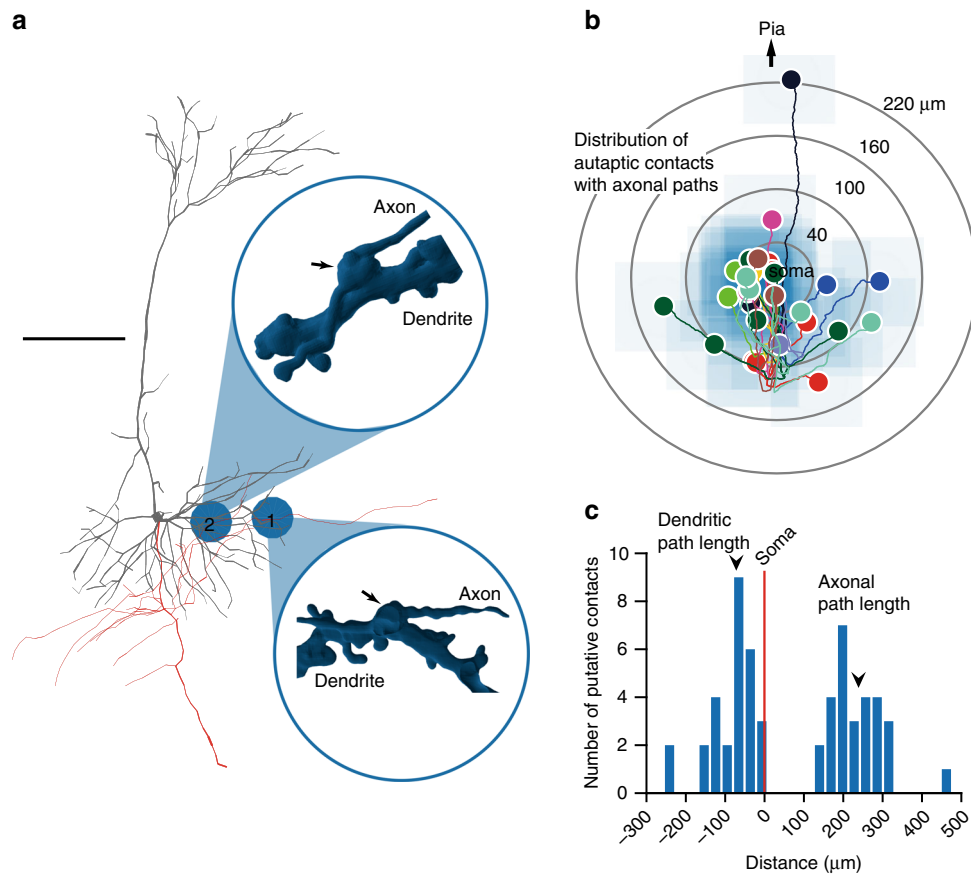 a
Axon
Dendrite
2
1
Axon
Dendrite
b
Pia
220 µm
Distribution of
autaptic contacts
with axonal paths
160
100
40
soma
c
Dendritic
path length
Soma
Axonal
path length
Number of putative contacts
10
8
6
4
2
0
−300
−200
−100
0
100
200
300
400
500
Distance (µm)